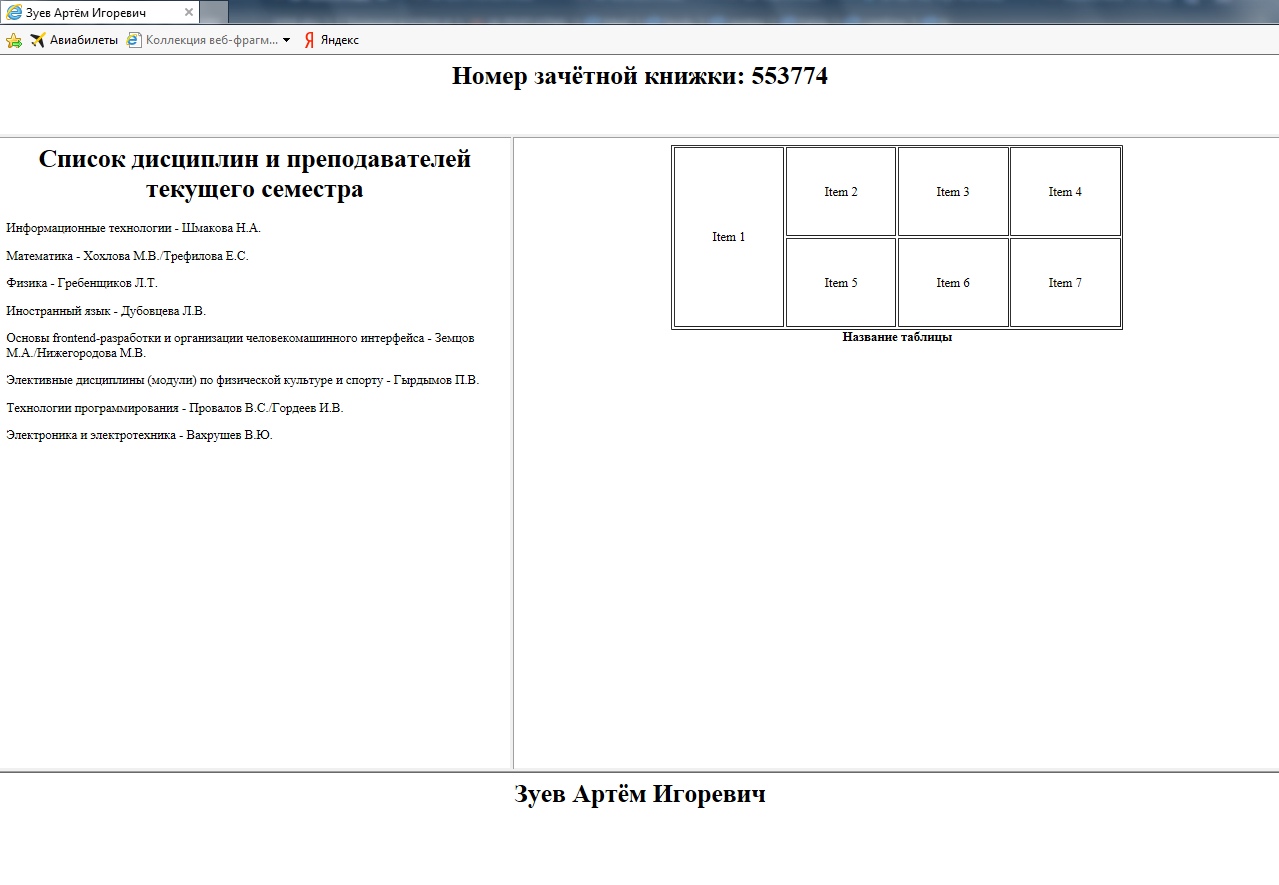 Зуев Артём Игоревич
Авиабилеты
Коллекция веб-фрагм...
Я Яндекс
Номер зачётной книжки: 553774
Список дисциплин и преподавателей
текущего семестра
Информационные технологии - Шмакова Н.А.
Математика - Хохлова М.В./Трефилова Е.С.
Физика - Гребенщиков Л.Т.
Иностранный язык - Дубовцева Л.В.
Основы frontend-разработки и организации человекомашинного интерфейса - Земцов
М.А./Нижегородова М.В.
Элективные дисциплины (модули) по физической культуре и спорту - Гырдымов П.В.
Технологии программирования - Провалов В.С./Гордеев И.В.
Электроника и электротехника - Вахрушев В.Ю.
Item 1
Item 2
Item 3
Item 4
Item 5
Item 6
Item 7
Название таблицы
Зуев Артём Игоревич